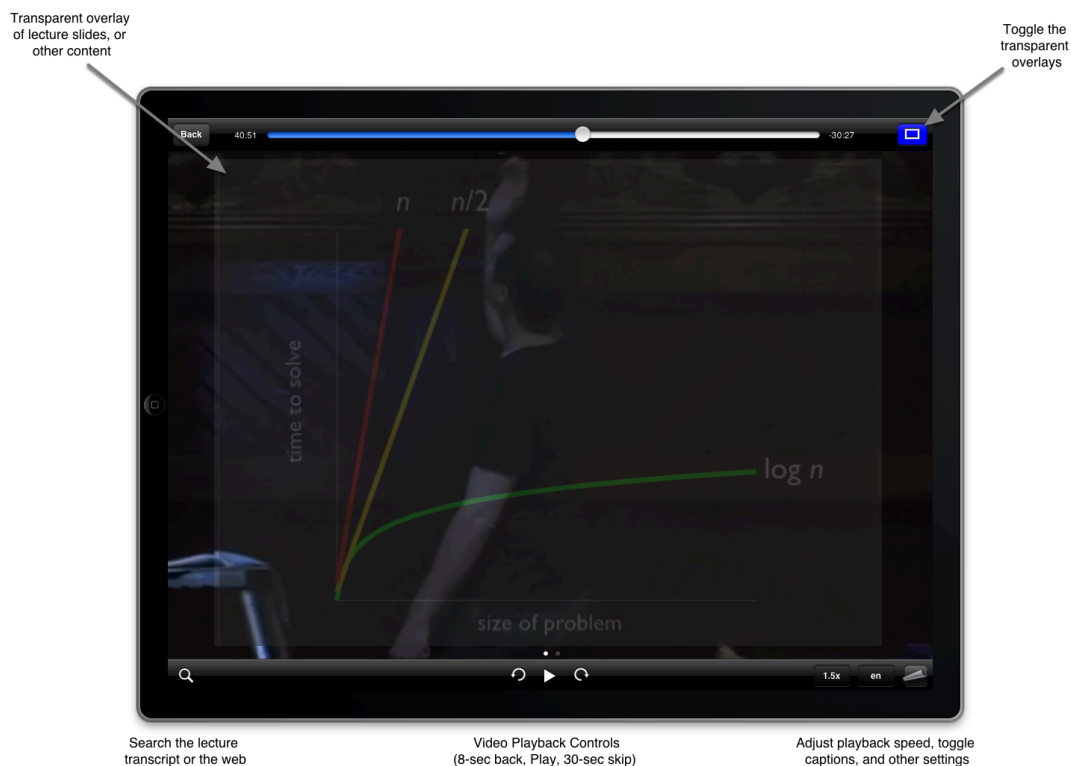 Transparent overlay
of lecture slides, or
other content
Toggle the
transparent
overlays
Back 40:51 -30:27
n n/2
time to solve
log n
size of problem
1.5x en
Search the lecture
transcript or the web
Video Playback Controls
(8-sec back, Play, 30-sec skip)
Adjust playback speed, toggle
captions, and other settings